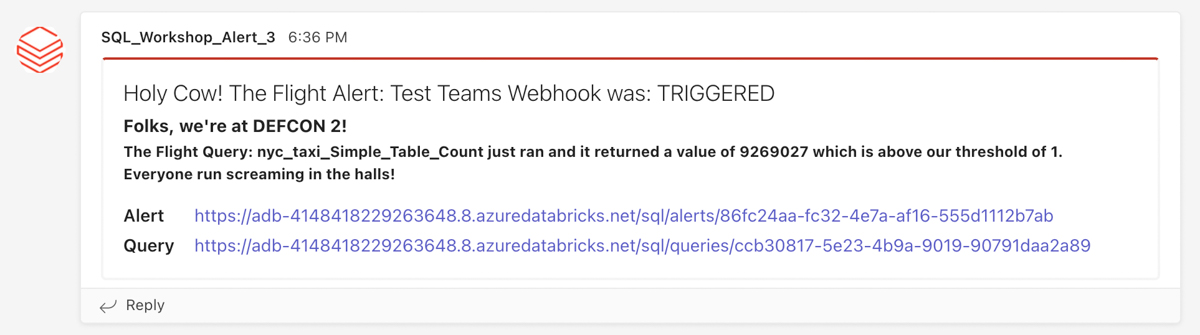 SQL_Workshop_Alert_3 6:36 PM
Holy Cow! The Flight Alert: Test Teams Webhook was: TRIGGERED
Folks, we're at DEFCON 2!
The Flight Query: nyc_taxi_Simple_Table_Count just ran and it returned a value of 9269027 which is above our threshold of 1.
Everyone run screaming in the halls!
Alert https://adb-4148418229263648.8.azuredatabricks.net/sql/alerts/86fc24aa-fc32-4e7a-af16-555d1112b7ab
Query https://adb-4148418229263648.8.azuredatabricks.net/sql/queries/ccb30817-5e23-4b9a-9019-90791daa2a89
Reply